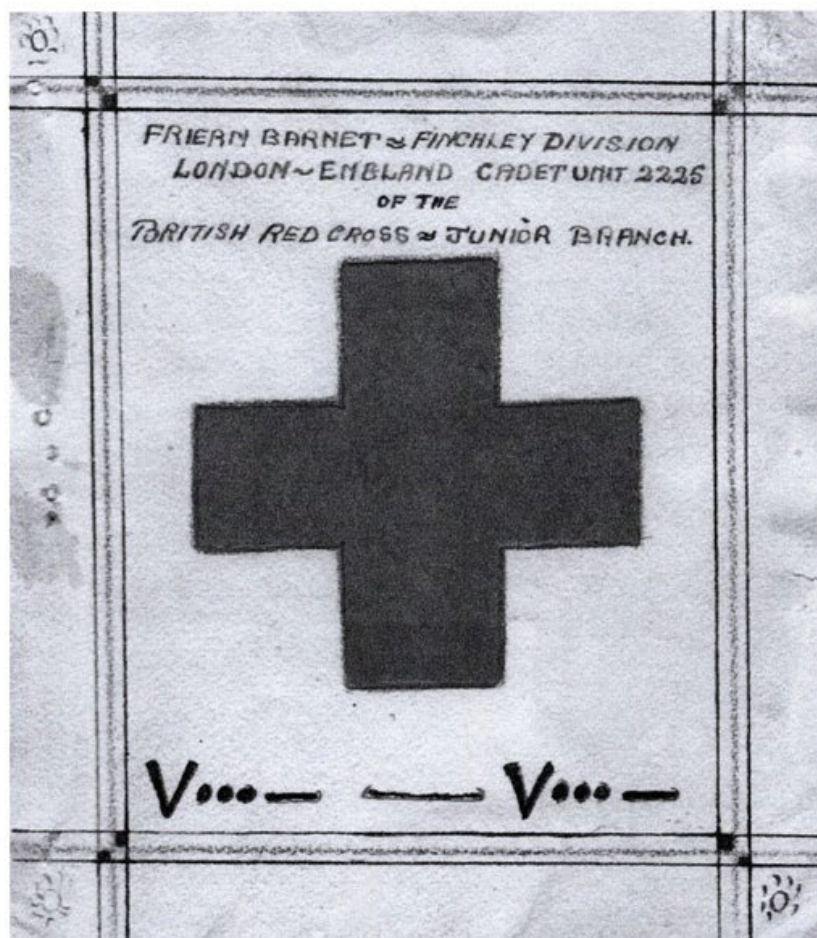 FRIERN BARNET ~ FINCHLEY DIVISION
LONDON ~ ENGLAND CADET UNIT 2225
OF THE
BRITISH RED CROSS ~ JUNIOR BRANCH.
V...— — V...—